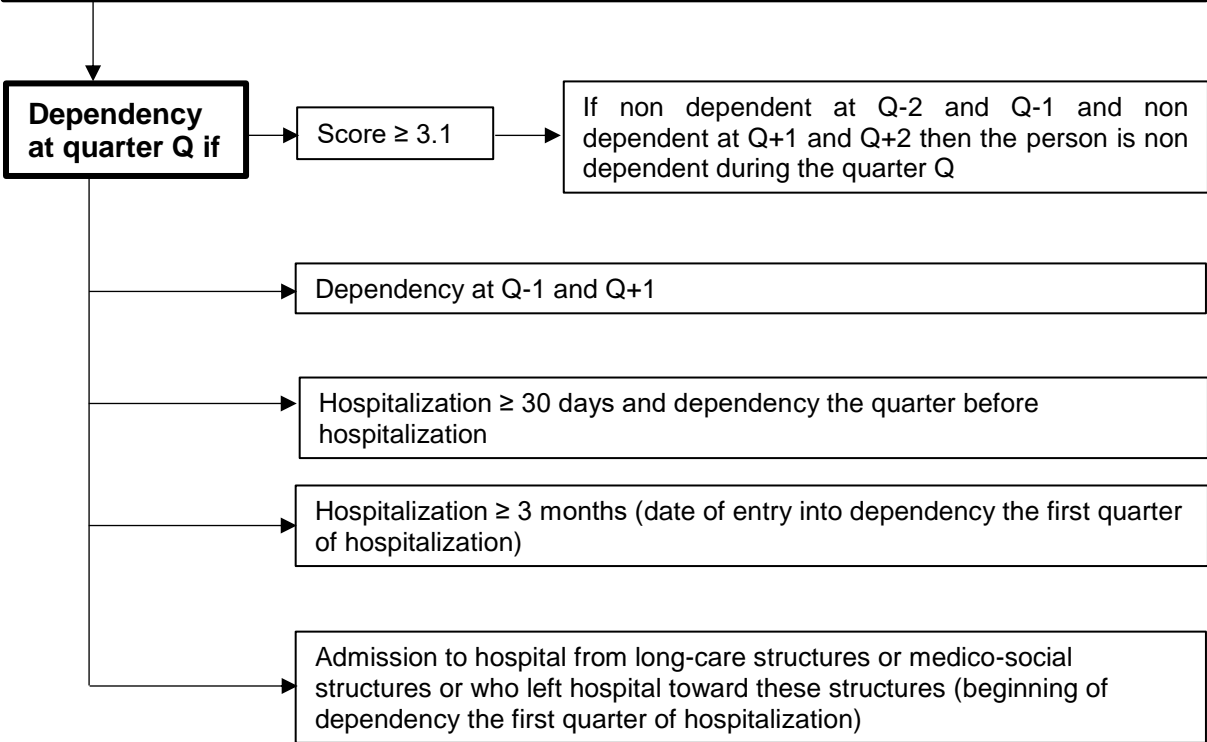 Dependency
at quarter Q if
Score ≥ 3.1
If non dependent at Q-2 and Q-1 and non
dependent at Q+1 and Q+2 then the person is non
dependent during the quarter Q
Dependency at Q-1 and Q+1
Hospitalization ≥ 30 days and dependency the quarter before
hospitalization
Hospitalization ≥ 3 months (date of entry into dependency the first quarter
of hospitalization)
Admission to hospital from long-care structures or medico-social
structures or who left hospital toward these structures (beginning of
dependency the first quarter of hospitalization)